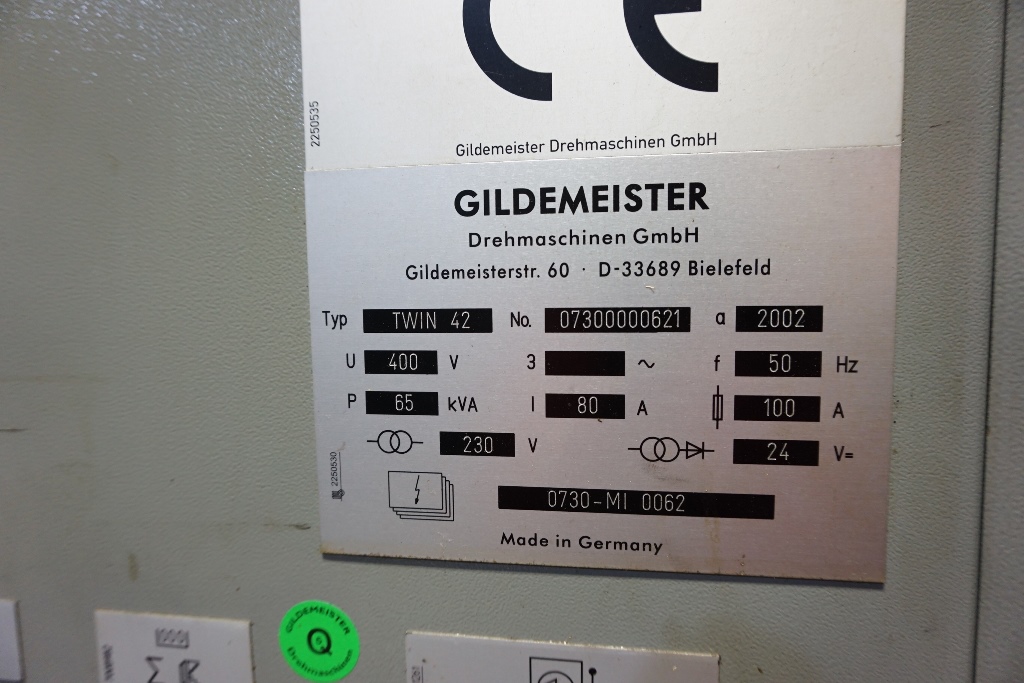 CE
2250535
Gildemeister Drehmaschinen GmbH
GILDEMEISTER
Drehmaschinen GmbH
Gildemeisterstr. 60 · D-33689 Bielefeld
Typ TWIN 42 No. 07300000621 a 2002
U 400 V 3 ~ f 50 Hz
P 65 kVA I 80 A 100 A
230 V 24 V=
2250530
0730-MI 0062
Made in Germany
GILDEMEISTER
Q
Drehmaschinen